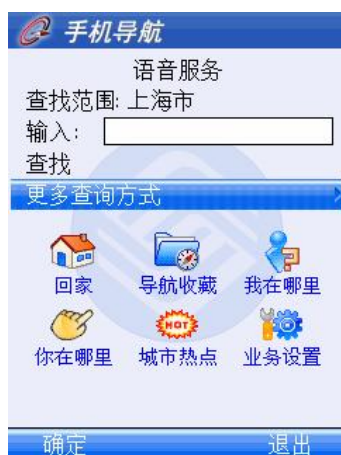 手机导航
语音服务
查找范围: 上海市
输入:
查找
更多查询方式
回家 导航收藏 我在哪里
HOT
你在哪里 城市热点 业务设置
确定 退出